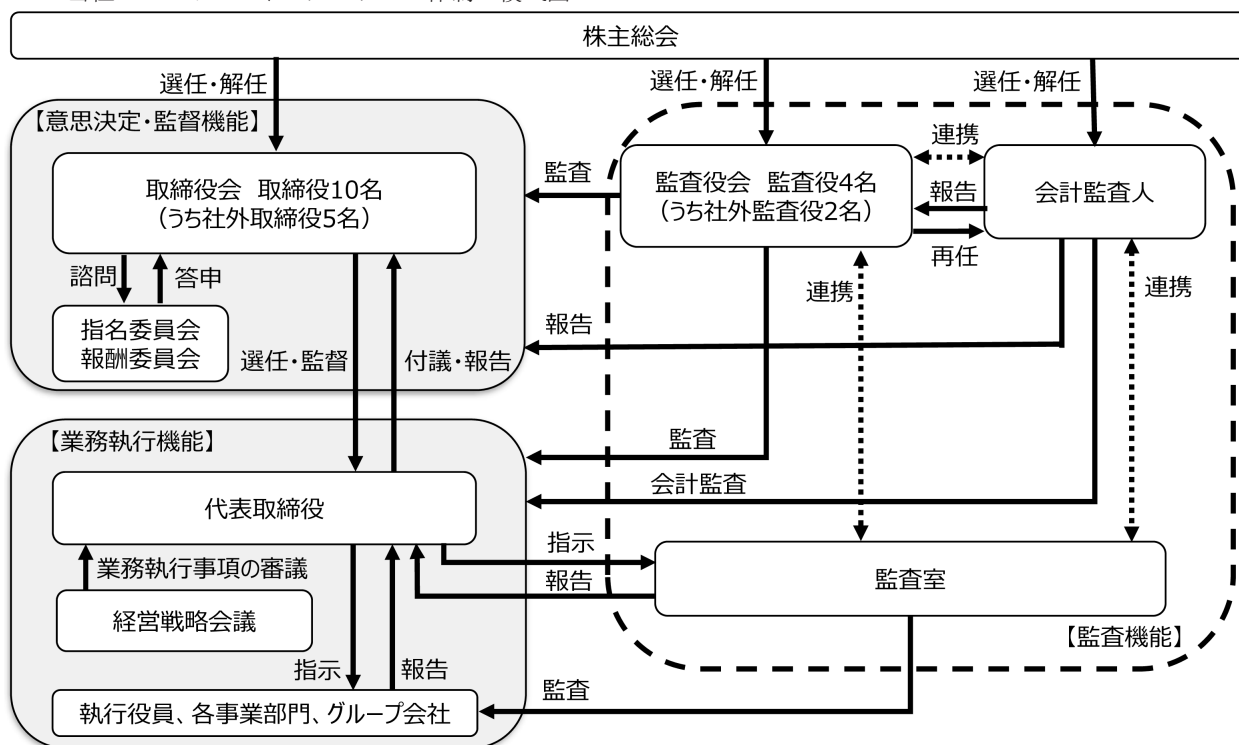 株主総会
選任・解任
選任・解任
選任・解任
【意思決定・監督機能】
取締役会 取締役10名
(うち社外取締役5名)
諮問
答申
指名委員会
報酬委員会
選任・監督
付議・報告
監査
監査役会 監査役4名
(うち社外監査役2名)
連携
報告
再任
会計監査人
連携
連携
報告
【業務執行機能】
監査
会計監査
代表取締役
指示
報告
業務執行事項の審議
経営戦略会議
監査室
【監査機能】
指示
報告
監査
執行役員、各事業部門、グループ会社